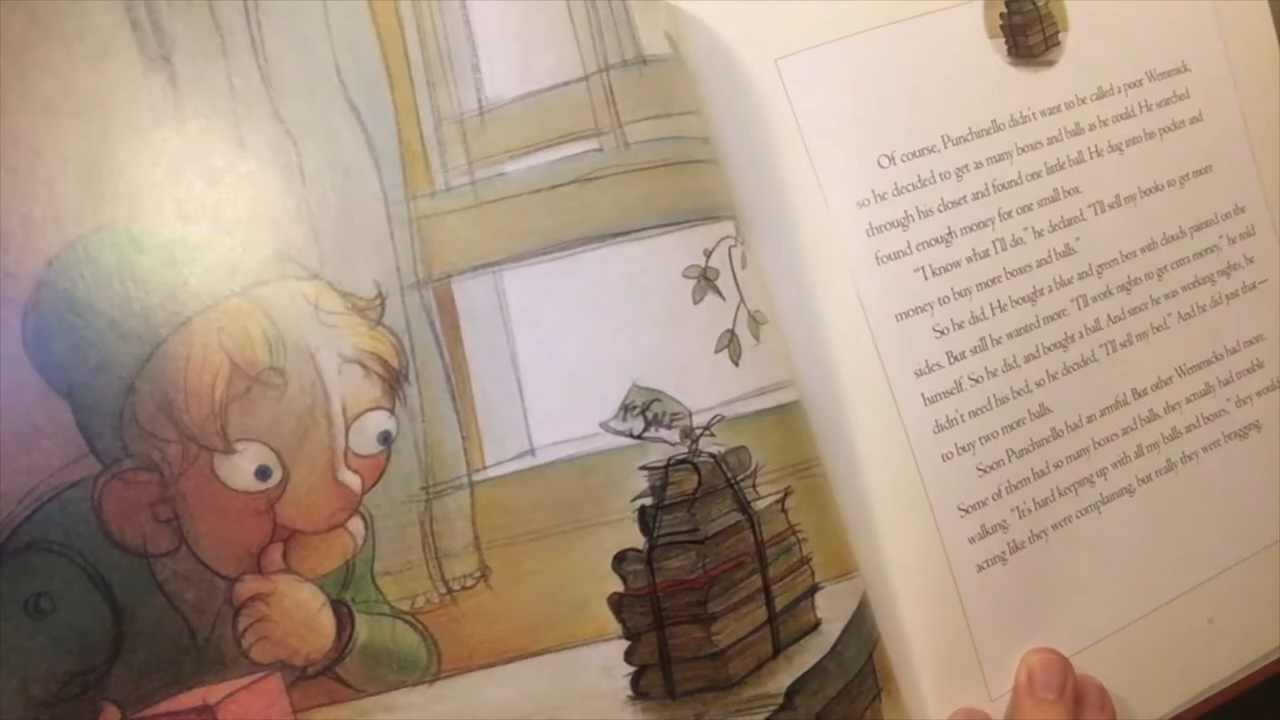 FOR SALE
Of course, Punchinello didn't want to be called a poor Wemmick,
so he decided to get as many boxes and balls as he could. He searched
through his closet and found one little ball. He dug into his pocket and
found enough money for one small box.
"I know what I'll do," he declared. "I'll sell my books to get more
money to buy more boxes and balls."
So he did. He bought a blue and green box with clouds painted on the
sides. But still he wanted more. "I'll work nights to get extra money," he told
himself. So he did, and bought a ball. And since he was working nights, he
didn't need his bed, so he decided, "I'll sell my bed." And he did just that—
to buy two more balls.
Soon Punchinello had an armful. But other Wemmicks had more.
Some of them had so many boxes and balls, they actually had trouble
walking. "It's hard keeping up with all my balls and boxes," they would
acting like they were complaining, but really they were bragging.